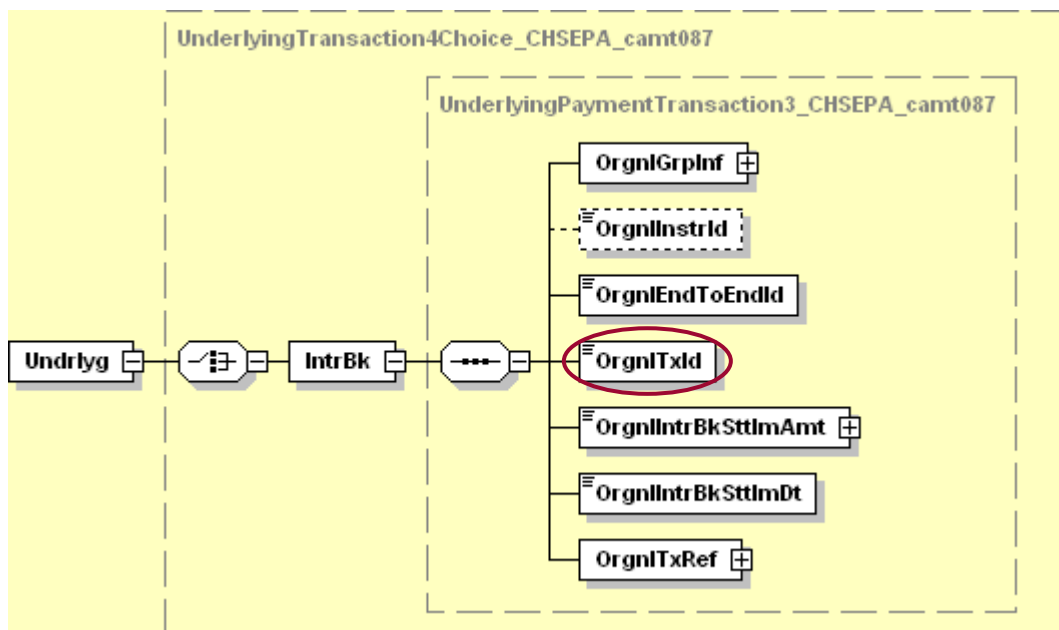 UnderlyingTransaction4Choice_CHSEPA_camt087
UnderlyingPaymentTransaction3_CHSEPA_camt087
OrgnlGrpInf
OrgnlInstrId
OrgnlEndToEndId
Undrlyg
IntrBk
OrgnlTxId
OrgnlIntrBkSttlmAmt
OrgnlIntrBkSttlmDt
OrgnlTxRef